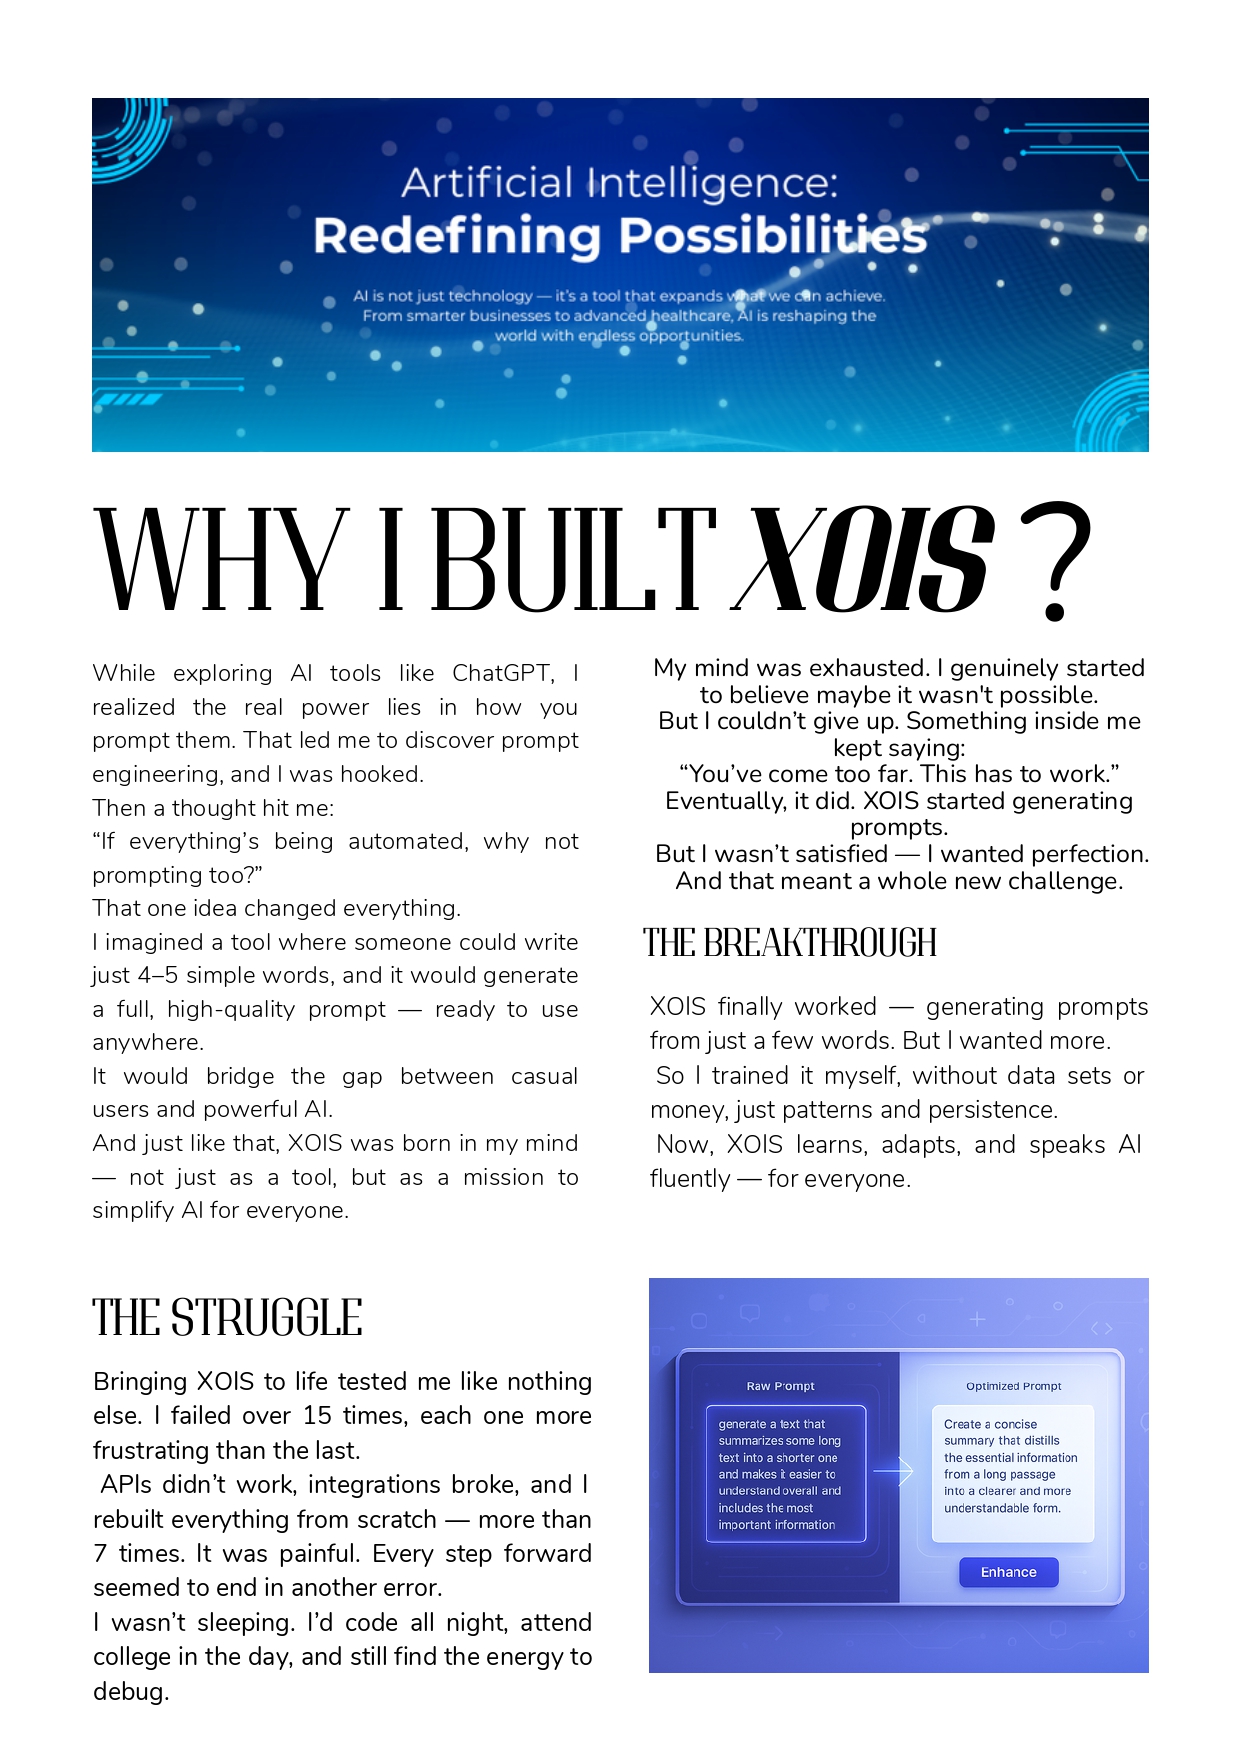 Artificial Intelligence:
Redefining Possibilities
AI is not just technology — it's a tool that expands what we can achieve.
From smarter businesses to advanced healthcare, AI is reshaping the
world with endless opportunities.
WHY I BUILT XOIS ?
While exploring AI tools like ChatGPT, I
realized the real power lies in how you
prompt them. That led me to discover prompt
engineering, and I was hooked.
Then a thought hit me:
“If everything’s being automated, why not
prompting too?”
That one idea changed everything.
I imagined a tool where someone could write
just 4–5 simple words, and it would generate
a full, high-quality prompt — ready to use
anywhere.
It would bridge the gap between casual
users and powerful AI.
And just like that, XOIS was born in my mind
— not just as a tool, but as a mission to
simplify AI for everyone.
THE STRUGGLE
Bringing XOIS to life tested me like nothing
else. I failed over 15 times, each one more
frustrating than the last.
APIs didn’t work, integrations broke, and I
rebuilt everything from scratch — more than
7 times. It was painful. Every step forward
seemed to end in another error.
I wasn’t sleeping. I’d code all night, attend
college in the day, and still find the energy to
debug.
My mind was exhausted. I genuinely started
to believe maybe it wasn't possible.
But I couldn’t give up. Something inside me
kept saying:
“You’ve come too far. This has to work.”
Eventually, it did. XOIS started generating
prompts.
But I wasn’t satisfied — I wanted perfection.
And that meant a whole new challenge.
THE BREAKTHROUGH
XOIS finally worked — generating prompts
from just a few words. But I wanted more.
So I trained it myself, without data sets or
money, just patterns and persistence.
Now, XOIS learns, adapts, and speaks AI
fluently — for everyone.
Raw Prompt
generate a text that
summarizes some long
text into a shorter one
and makes it easier to
understand overall and
includes the most
important information
Optimized Prompt
Create a concise
summary that distills
the essential information
from a long passage
into a clearer and more
understandable form.
Enhance